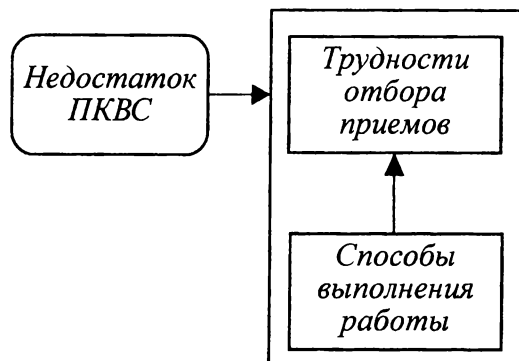 Недостаток
ПКВС
Трудности
отбора
приемов
Способы
выполнения
работы